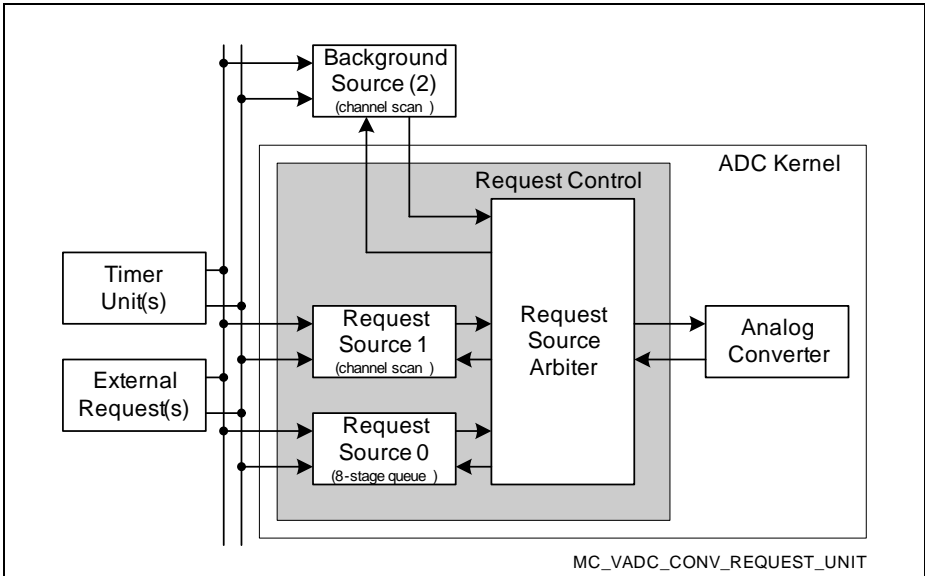 Background
Source (2)
(channel scan )
ADC Kernel
Request Control
Timer
Unit(s)
Request
Source 1
(channel scan )
Request
Source
Arbiter
Analog
Converter
External
Request(s)
Request
Source 0
(8-stage queue )
MC_VADC_CONV_REQUEST_UNIT